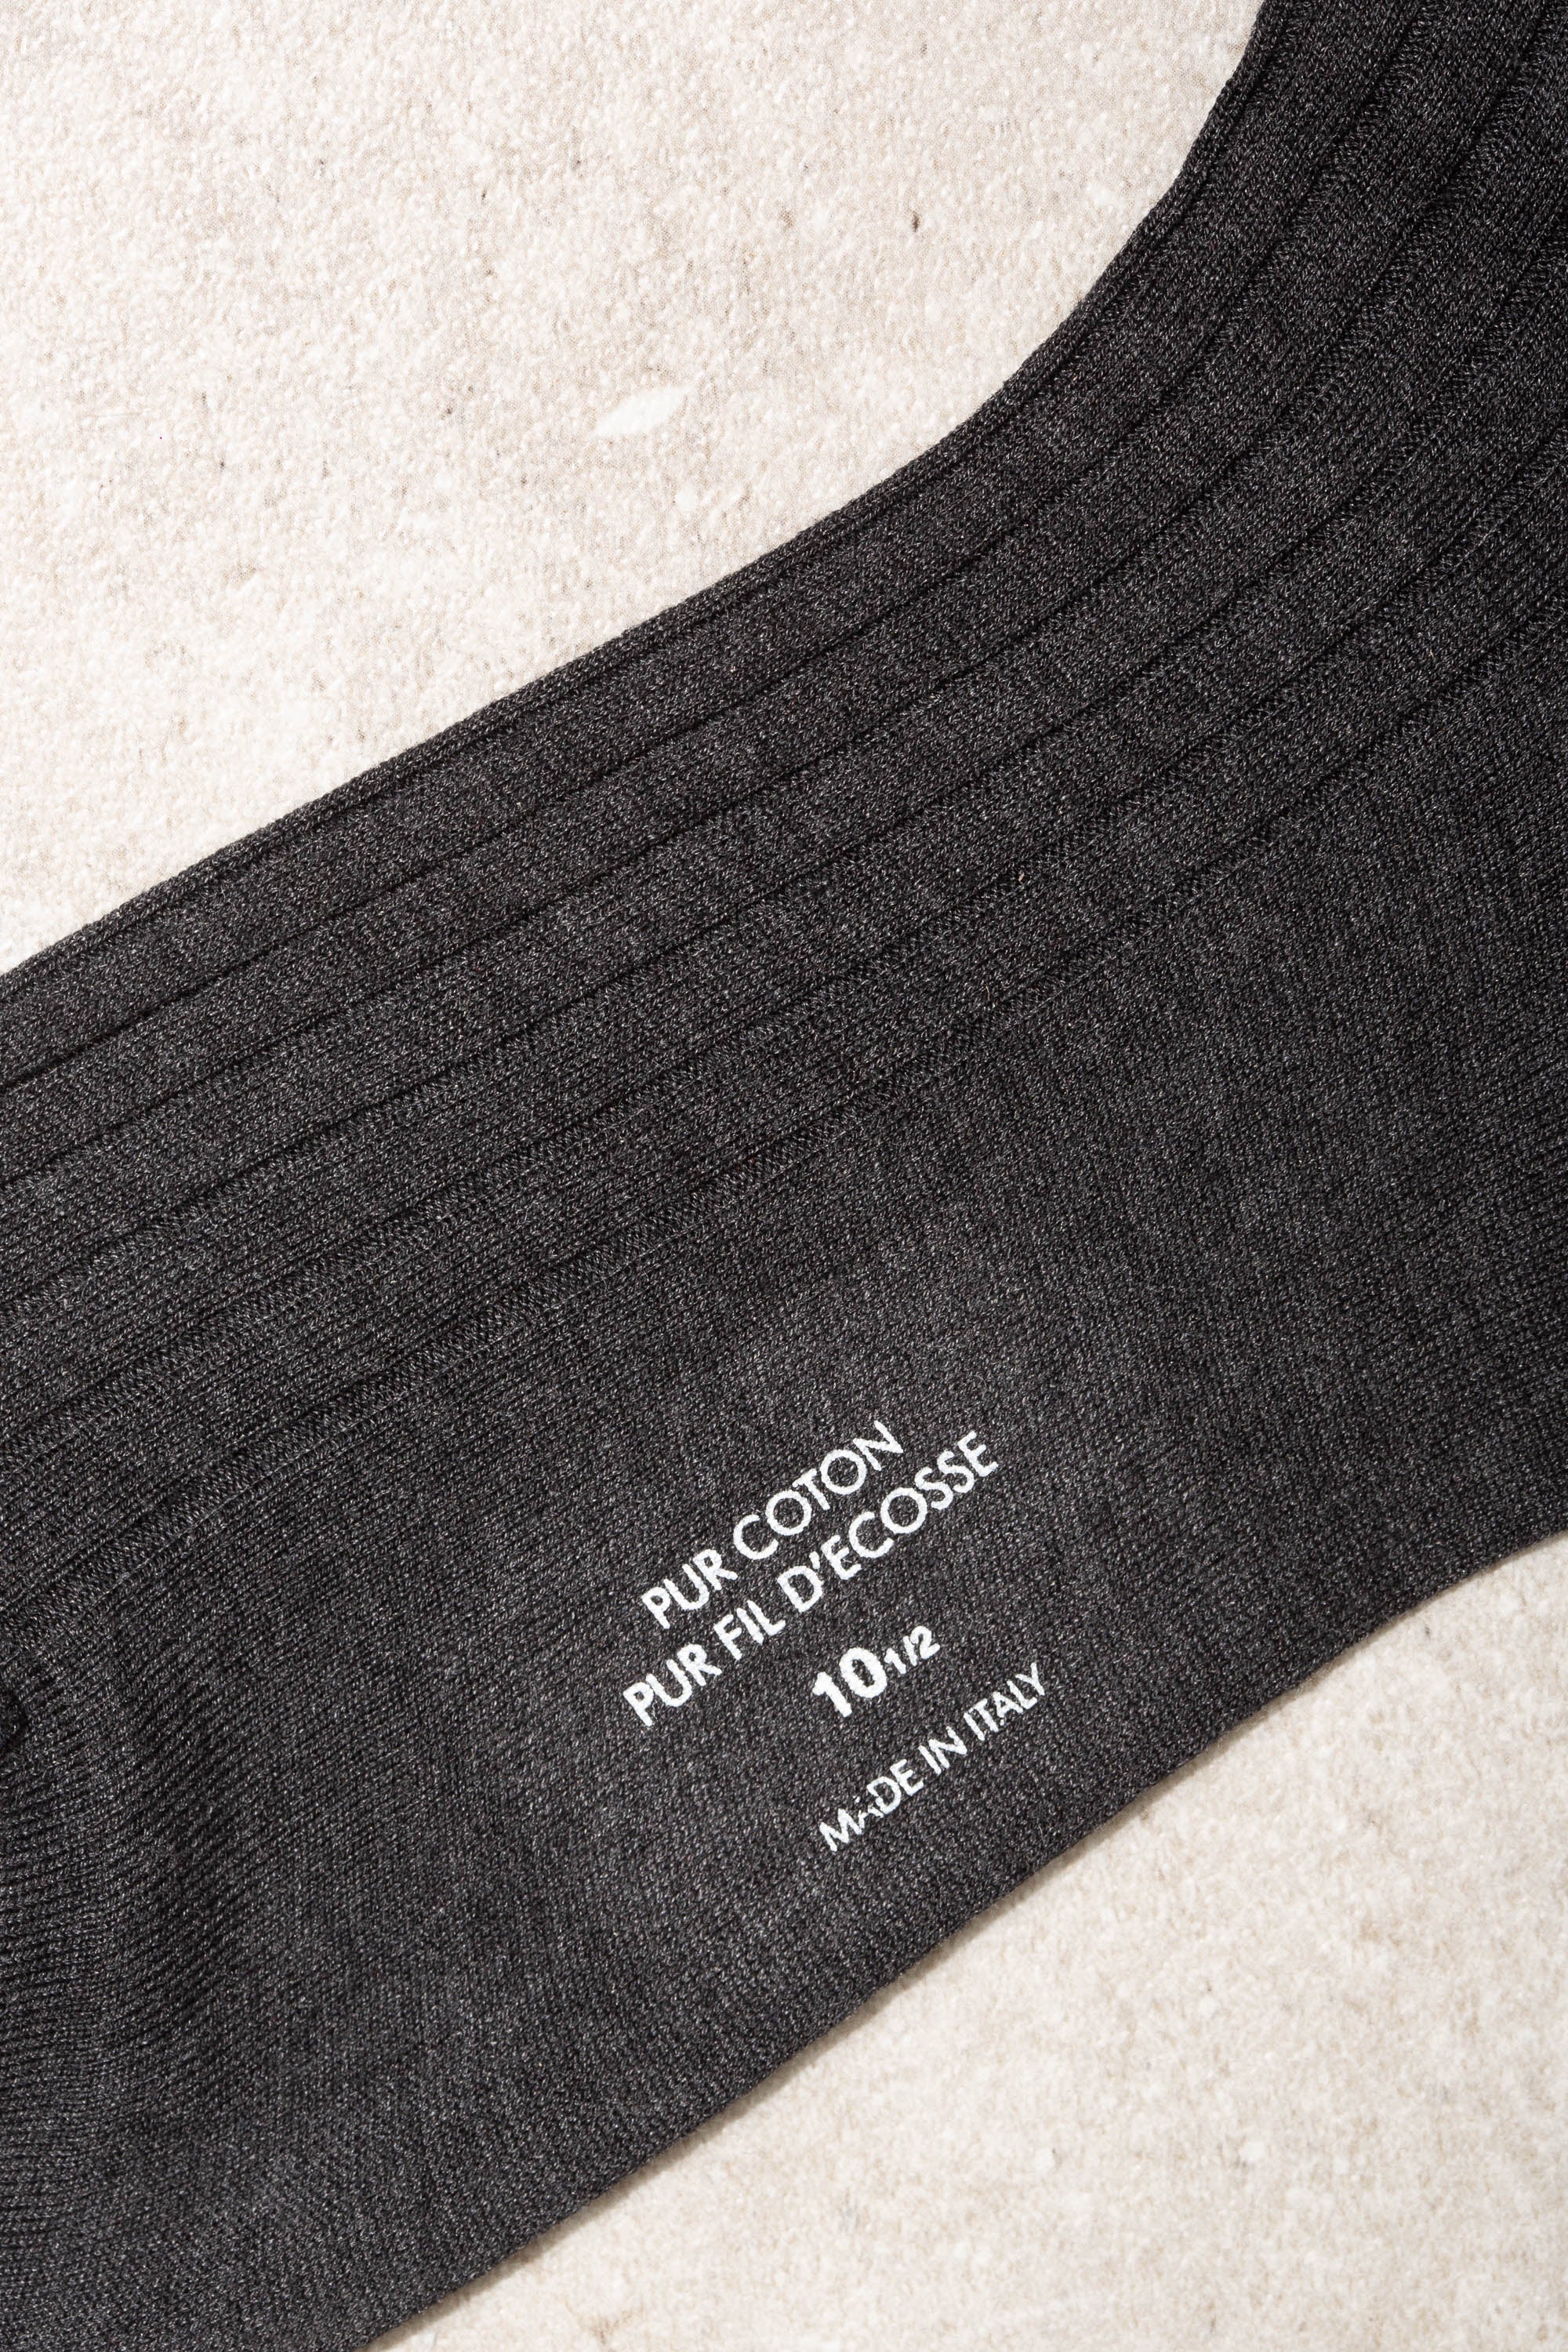 PUR COTON
PUR FIL D'ECOSSE
10 1/2
MADE IN ITALY